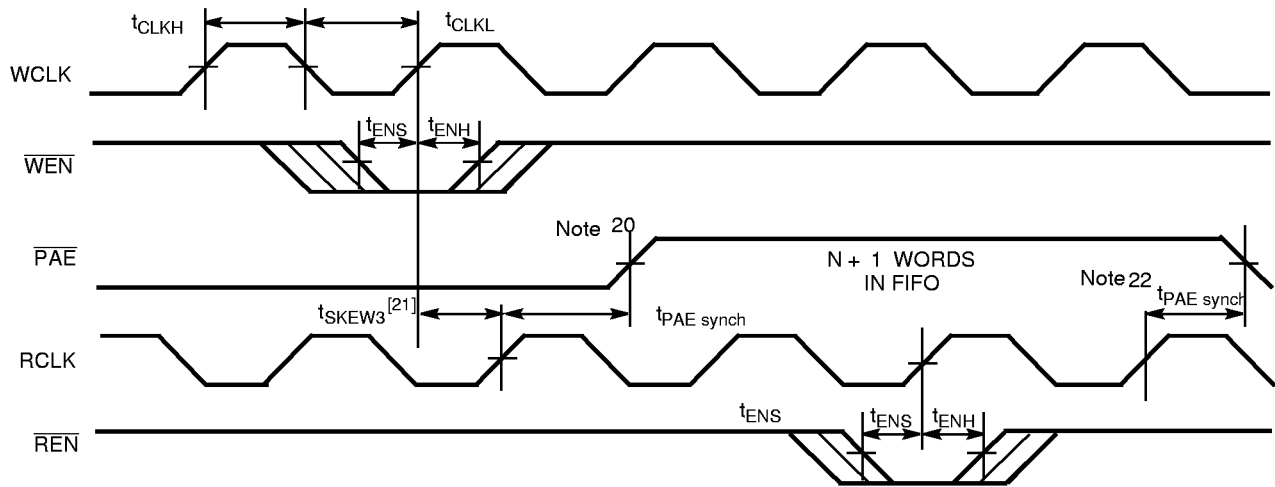 tCLKH
tCLKL
WCLK
tENS
tENH
WEN
Note 20
PAE
N + 1 WORDS
IN FIFO
Note 22
tSKEW3[21]
tPAE synch
tPAE synch
RCLK
tENS
tENS
tENH
REN